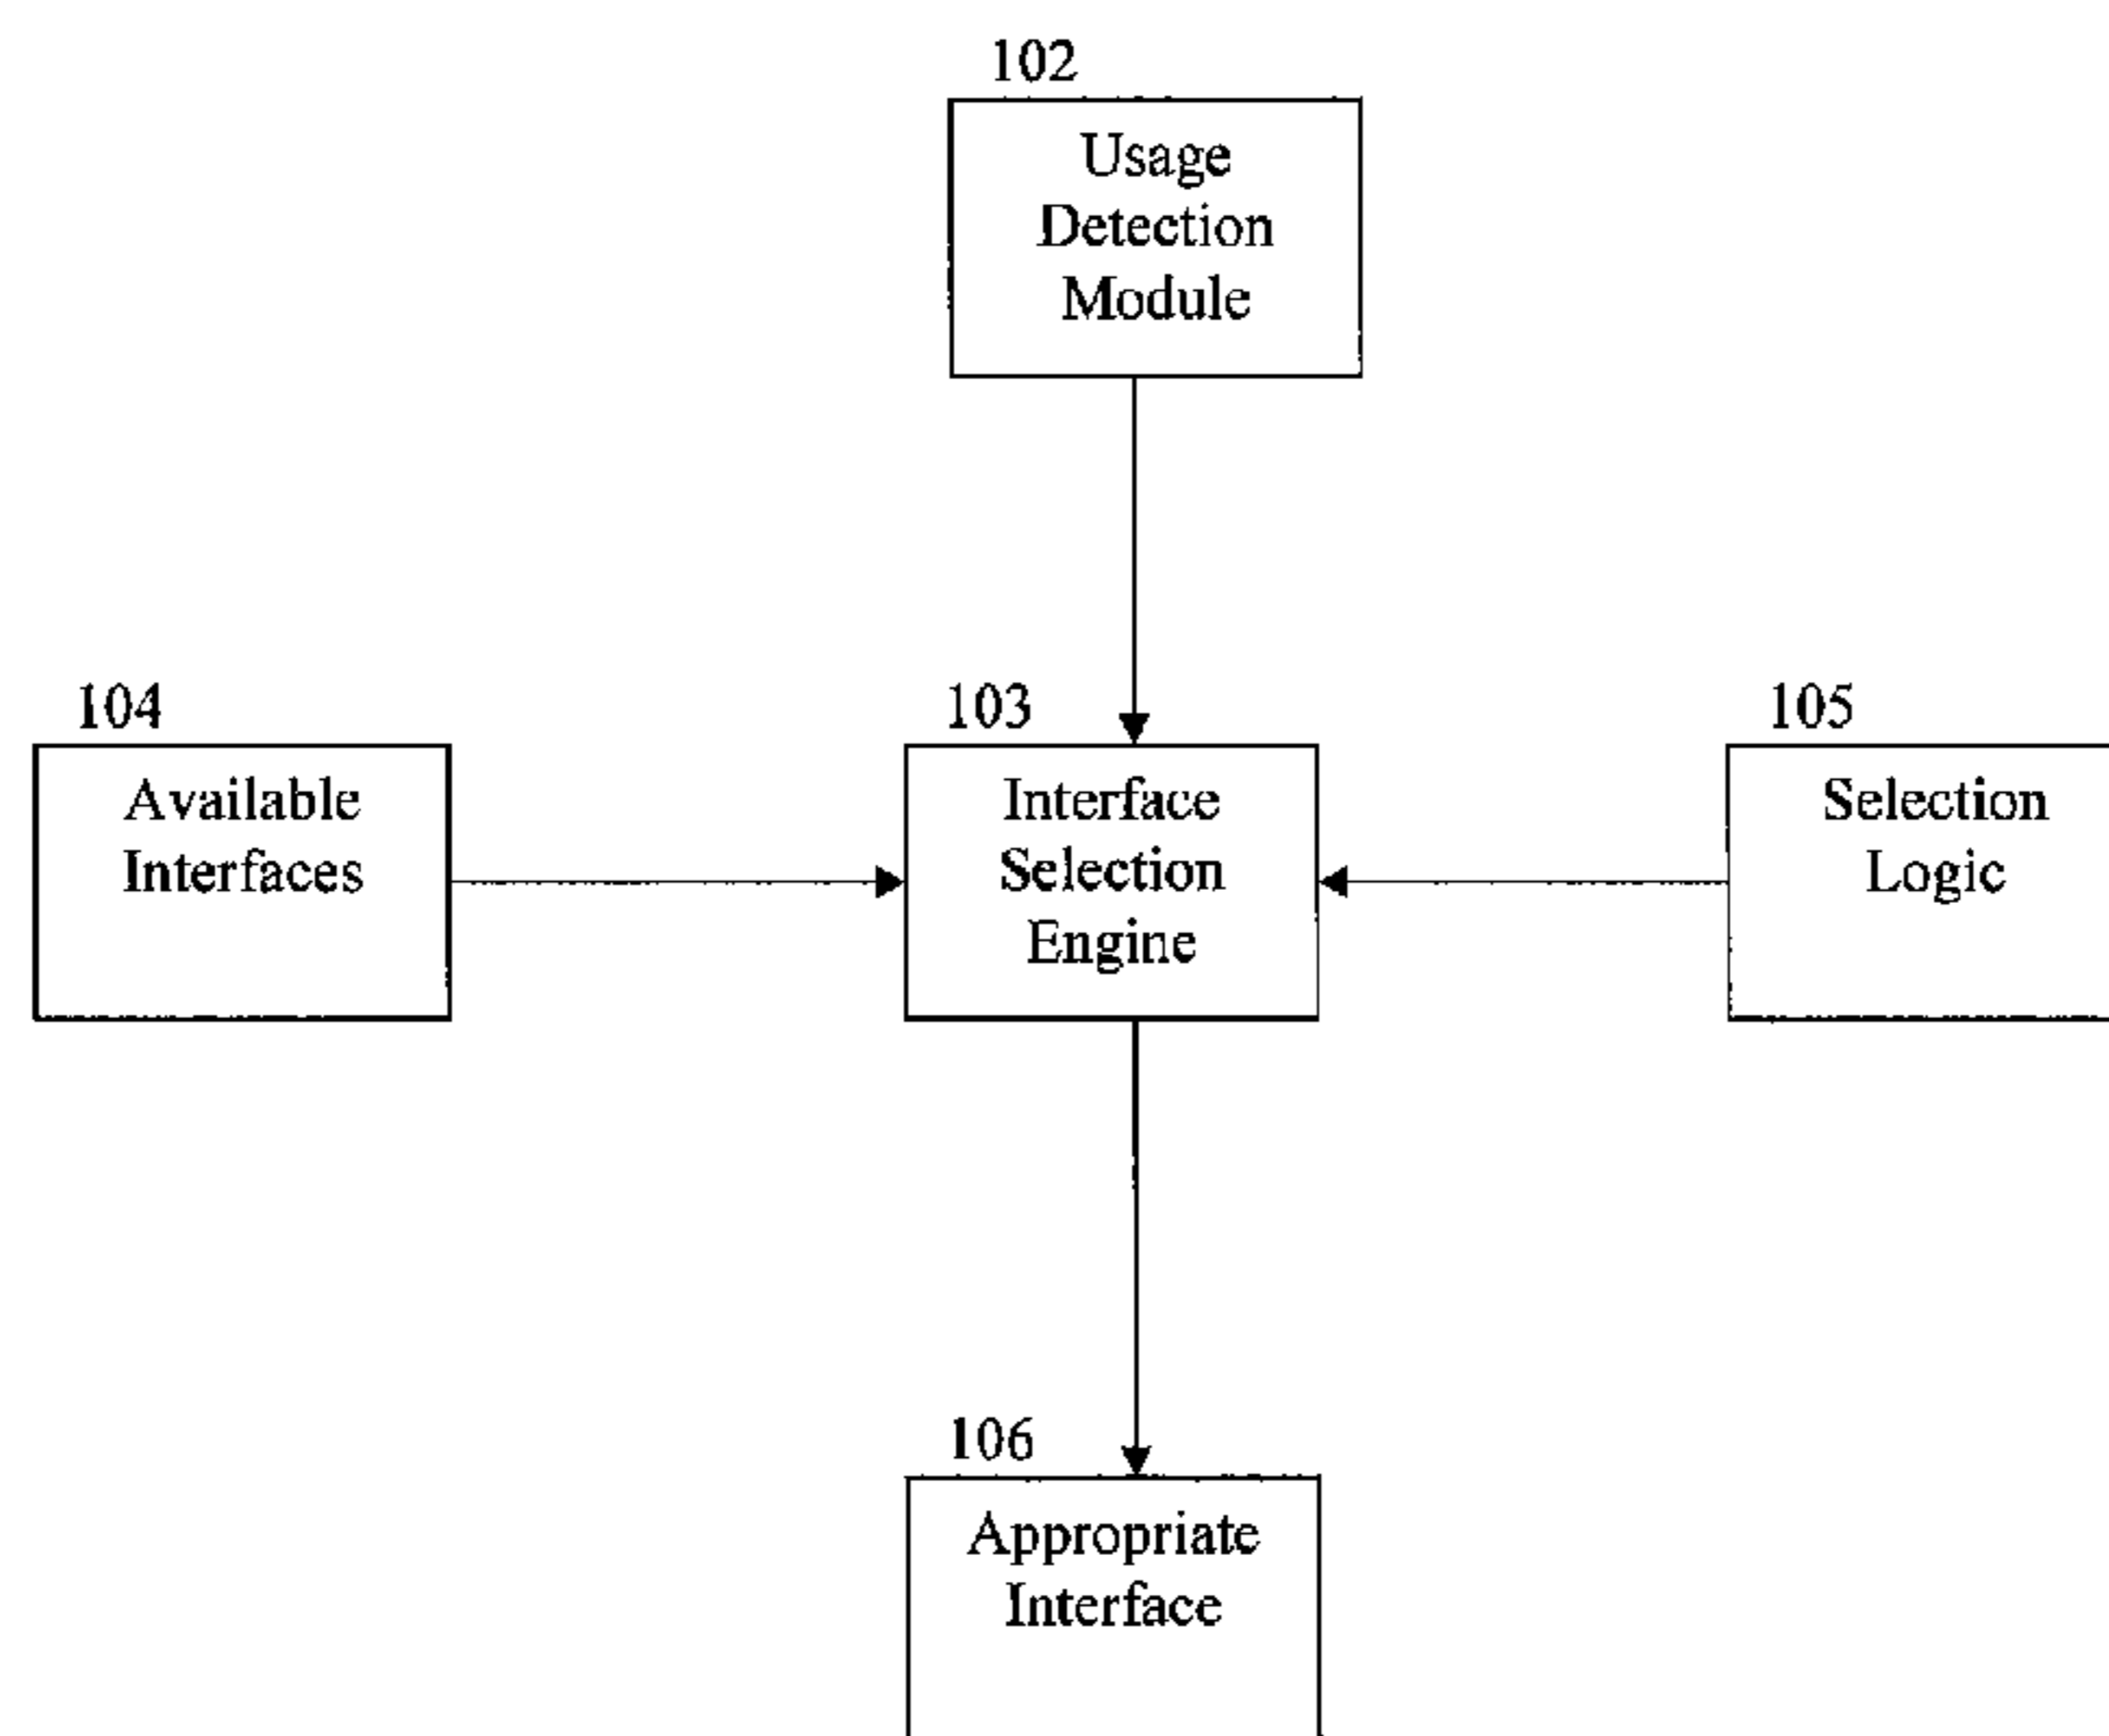 102
Usage
Detection
Module
104
Available
Interfaces
103
Interface
Selection
Engine
105
Selection
Logic
106
Appropriate
Interface